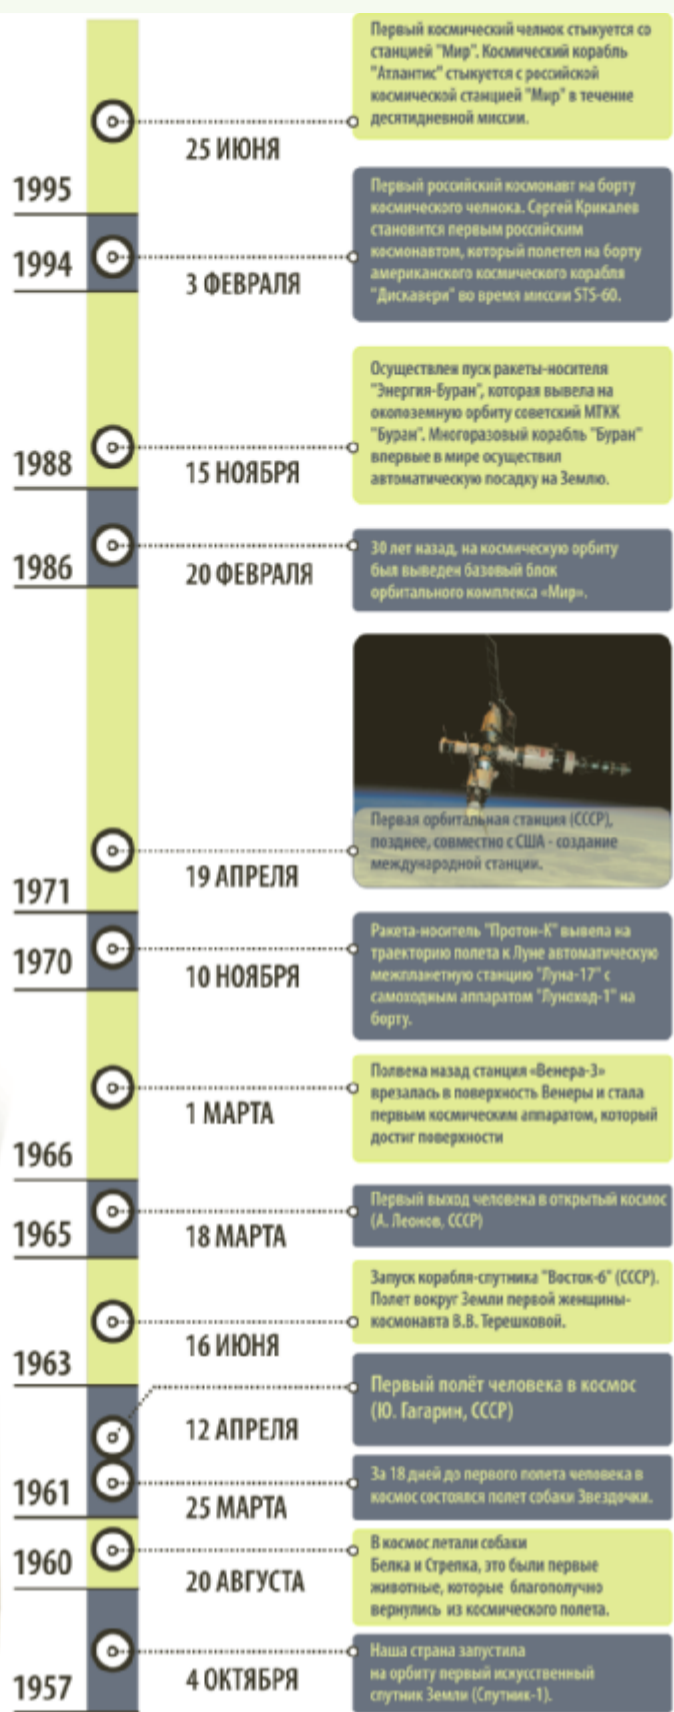 Первый космический челнок стыкуется со
станцией "Мир". Космический корабль
"Атлантис" стыкуется с российской
космической станцией "Мир" в течение
десятидневной миссии.
25 ИЮНЯ
1995
Первый российский космонавт на борту
космического челнока. Сергей Крикалев
становится первым российским
космонавтом, который полетел на борту
американского космического корабля
"Дискавери" во время миссии STS-60.
1994
3 ФЕВРАЛЯ
Осуществлен пуск ракеты-носителя
"Энергия-Буран", которая вывела на
околоземную орбиту советский МТКК
"Буран". Многоразовый корабль "Буран"
впервые в мире осуществил
автоматическую посадку на Землю.
1988
15 НОЯБРЯ
30 лет назад, на космическую орбиту
был выведен базовый блок
орбитального комплекса «Мир».
1986
20 ФЕВРАЛЯ
Первая орбитальная станция (СССР),
позднее, совместно с США - создание
международной станции.
19 АПРЕЛЯ
1971
Ракета-носитель "Протон-К" вывела на
траекторию полета к Луне автоматическую
межпланетную станцию "Луна-17" с
самоходным аппаратом "Луноход-1" на
борту.
1970
10 НОЯБРЯ
Полвека назад станция «Венера-3»
врезалась в поверхность Венеры и стала
первым космическим аппаратом, который
достиг поверхности
1 МАРТА
1966
Первый выход человека в открытый космос
(А. Леонов, СССР)
1965
18 МАРТА
Запуск корабля-спутника "Восток-6" (СССР).
Полет вокруг Земли первой женщины-
космонавта В.В. Терешковой.
16 ИЮНЯ
1963
Первый полёт человека в космос
(Ю. Гагарин, СССР)
12 АПРЕЛЯ
За 18 дней до первого полета человека в
космос состоялся полет собаки Звездочки.
1961
25 МАРТА
В космос летали собаки
Белка и Стрелка, это были первые
животные, которые благополучно
вернулись из космического полета.
1960
20 АВГУСТА
Наша страна запустила
на орбиту первый искусственный
спутник Земли (Спутник-1).
1957
4 ОКТЯБРЯ